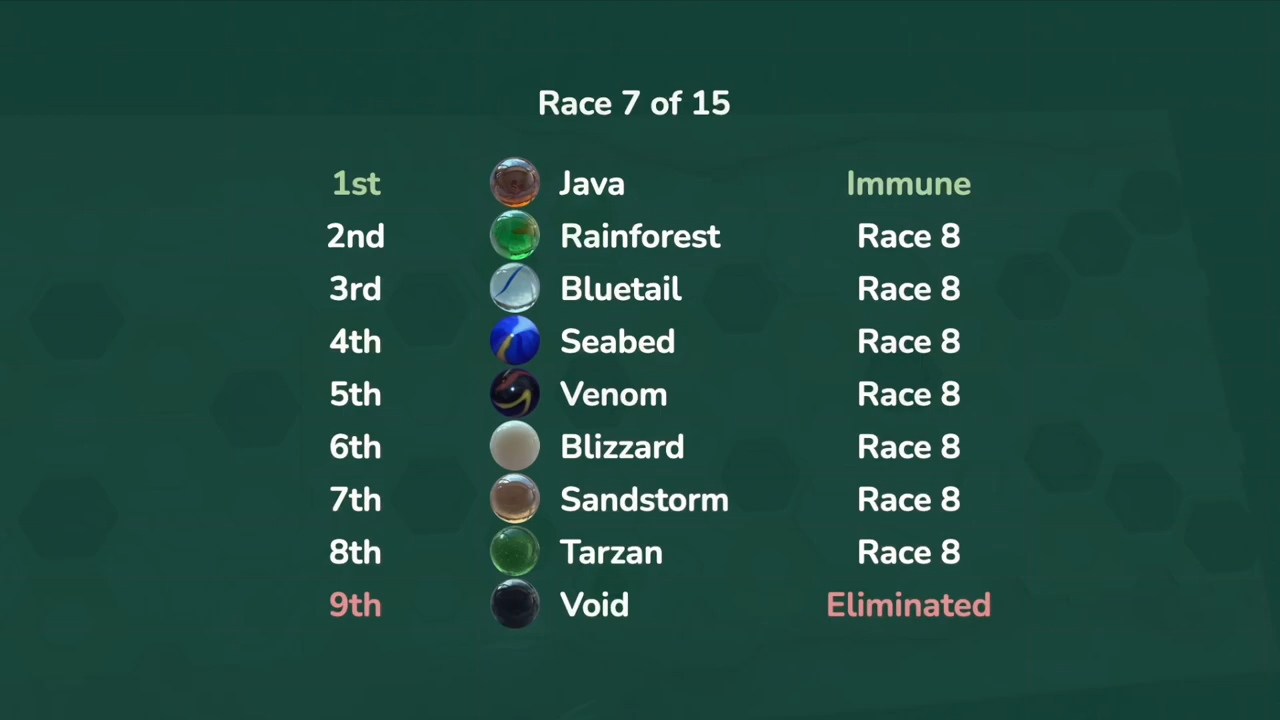 Race 7 of 15
1st Java Immune
2nd Rainforest Race 8
3rd Bluetail Race 8
4th Seabed Race 8
5th Venom Race 8
6th Blizzard Race 8
7th Sandstorm Race 8
8th Tarzan Race 8
9th Void Eliminated